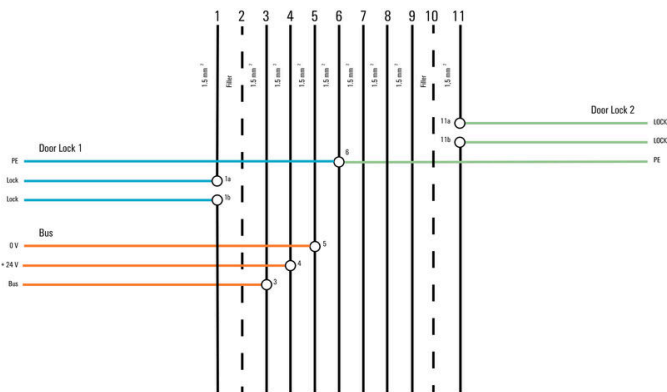 1 2 3 4 5 6 7 8 9 10 11
1,5 mm² Filler 1,5 mm² 1,5 mm² 1,5 mm² 1,5 mm² 1,5 mm² 1,5 mm² 1,5 mm² Filler 1,5 mm²
Door Lock 2
11a LOCK
11b LOCK
Door Lock 1
6
PE PE
Lock 1a
Lock 1b
Bus
0 V 5
+ 24 V 4
Bus 3